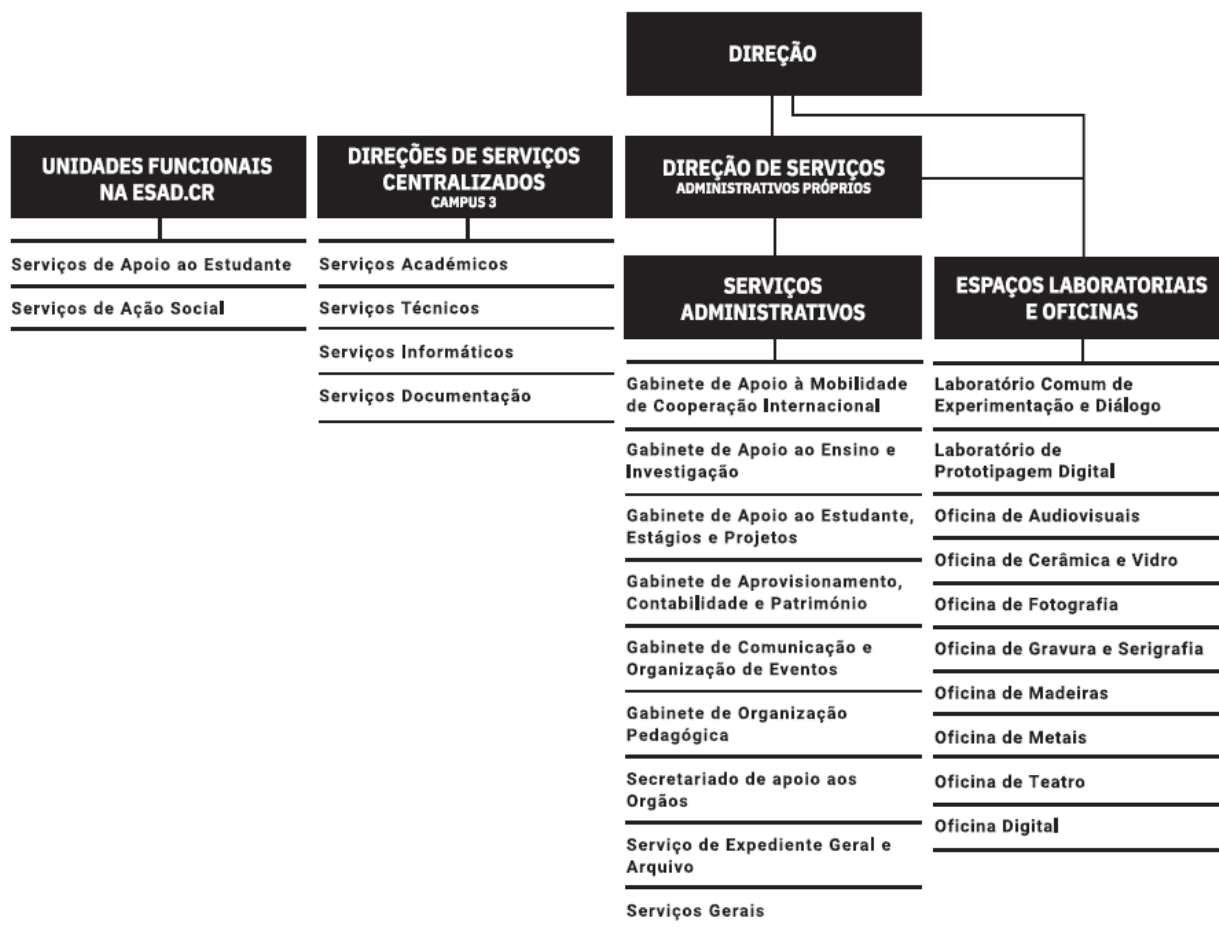 DIREÇÃO
UNIDADES FUNCIONAIS
NA ESAD.CR
Serviços de Apoio ao Estudante
Serviços de Ação Social
DIREÇÕES DE SERVIÇOS
CENTRALIZADOS
CAMPUS 3
Serviços Académicos
Serviços Técnicos
Serviços Informáticos
Serviços Documentação
DIREÇÃO DE SERVIÇOS
ADMINISTRATIVOS PRÓPRIOS
SERVIÇOS
ADMINISTRATIVOS
Gabinete de Apoio à Mobilidade
de Cooperação Internacional
Gabinete de Apoio ao Ensino e
Investigação
Gabinete de Apoio ao Estudante,
Estágios e Projetos
Gabinete de Aprovisionamento,
Contabilidade e Património
Gabinete de Comunicação e
Organização de Eventos
Gabinete de Organização
Pedagógica
Secretariado de apoio aos
Orgãos
Serviço de Expediente Geral e
Arquivo
Serviços Gerais
ESPAÇOS LABORATORIAIS
E OFICINAS
Laboratório Comum de
Experimentação e Diálogo
Laboratório de
Prototipagem Digital
Oficina de Audiovisuais
Oficina de Cerâmica e Vidro
Oficina de Fotografia
Oficina de Gravura e Serigrafia
Oficina de Madeiras
Oficina de Metais
Oficina de Teatro
Oficina Digital